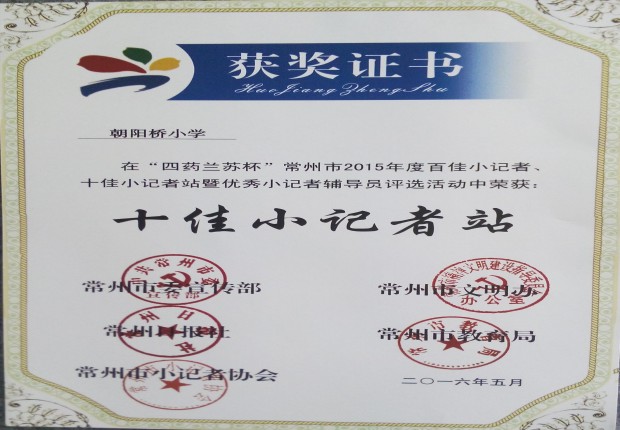 获奖证书
HuoJiangZhengShu
朝阳桥小学
在“四药兰苏杯”常州市2015年度百佳小记者、
十佳小记者站暨优秀小记者辅导员评选活动中荣获：
十佳小记者站
常州市委宣传部 常州市文明办
常州日报社 常州市教育局
常州市小记者协会 二〇一六年五月